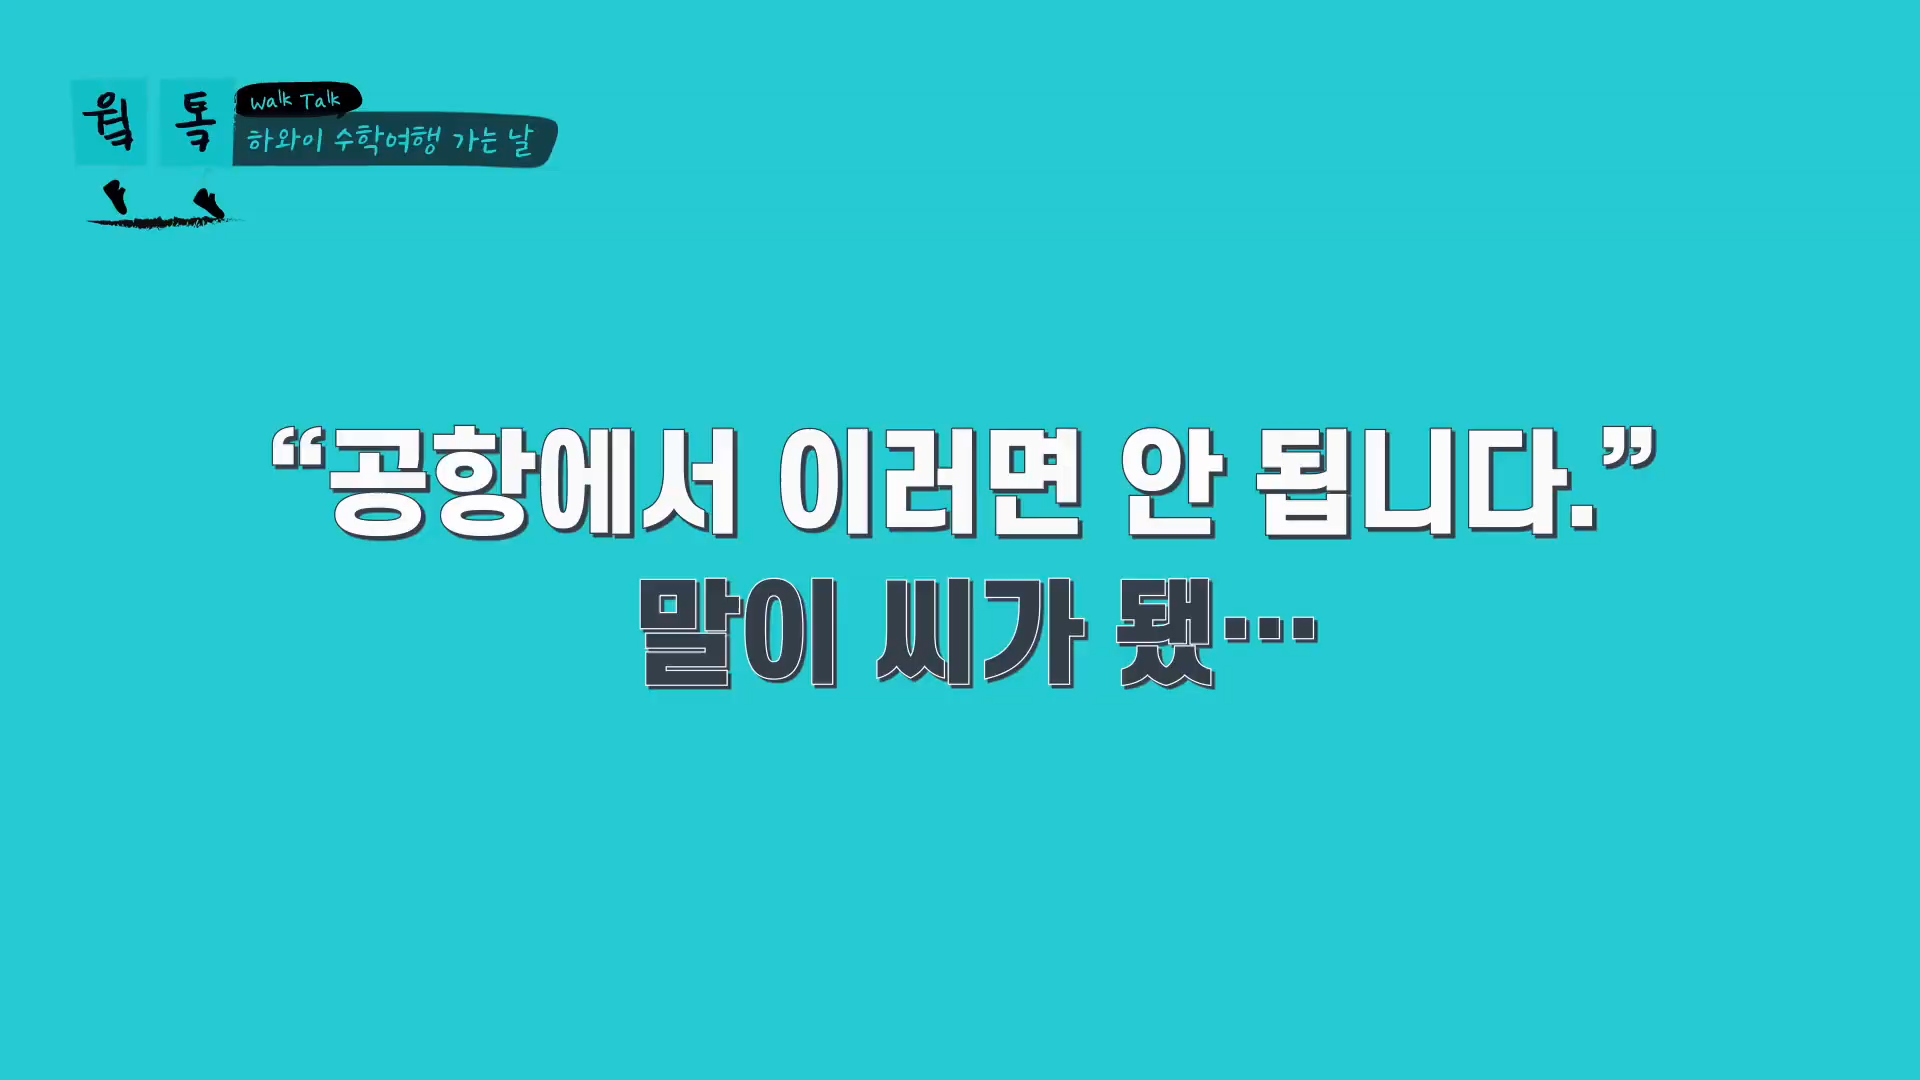 웍 톡
Walk Talk
하와이 수학여행 가는 날
“공항에서 이러면 안 됩니다.”
말이 씨가 됐…